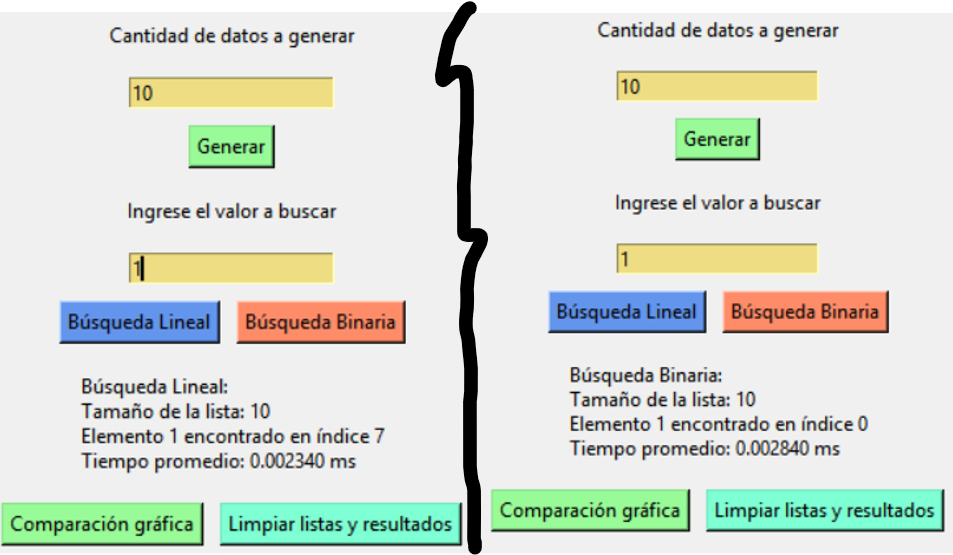 Cantidad de datos a generar
10
Generar
Ingrese el valor a buscar
1
Búsqueda Lineal
Búsqueda Binaria
Búsqueda Lineal:
Tamaño de la lista: 10
Elemento 1 encontrado en índice 7
Tiempo promedio: 0.002340 ms
Comparación gráfica
Limpiar listas y resultados
Cantidad de datos a generar
10
Generar
Ingrese el valor a buscar
1
Búsqueda Lineal
Búsqueda Binaria
Búsqueda Binaria:
Tamaño de la lista: 10
Elemento 1 encontrado en índice 0
Tiempo promedio: 0.002840 ms
Comparación gráfica
Limpiar listas y resultados